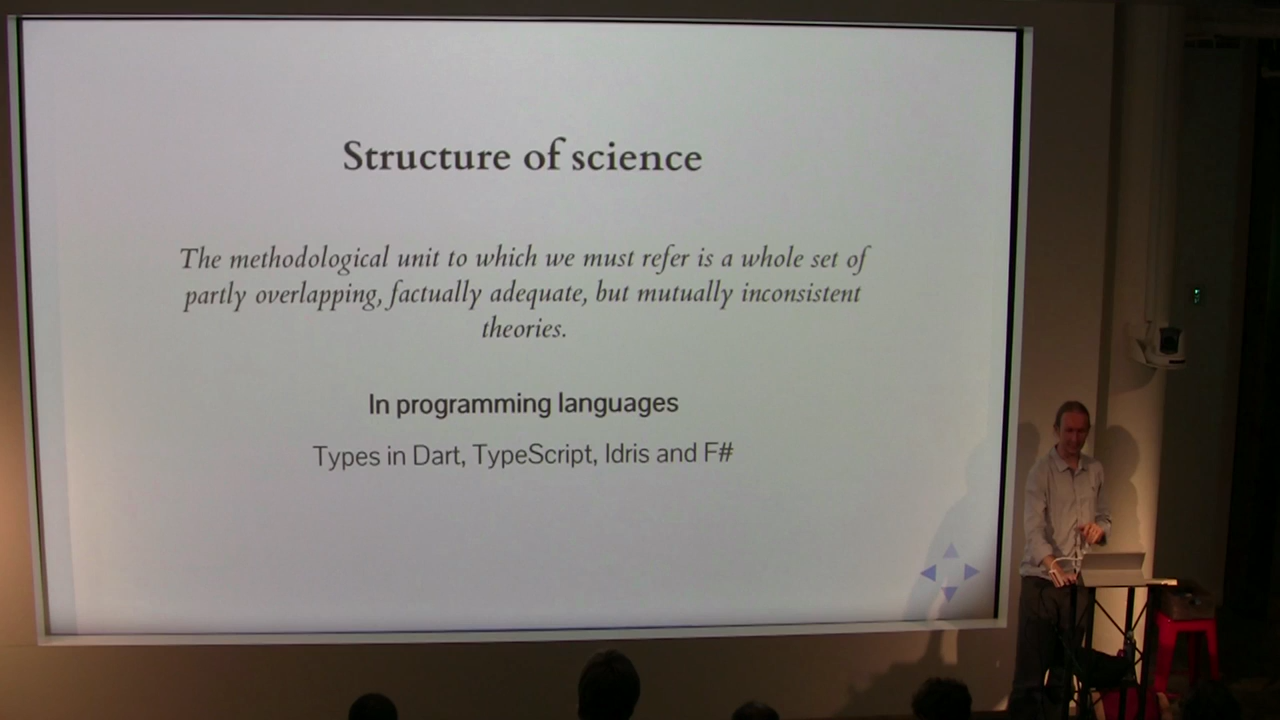 Structure of science
The methodological unit to which we must refer is a whole set of
partly overlapping, factually adequate, but mutually inconsistent
theories.
In programming languages
Types in Dart, TypeScript, Idris and F#